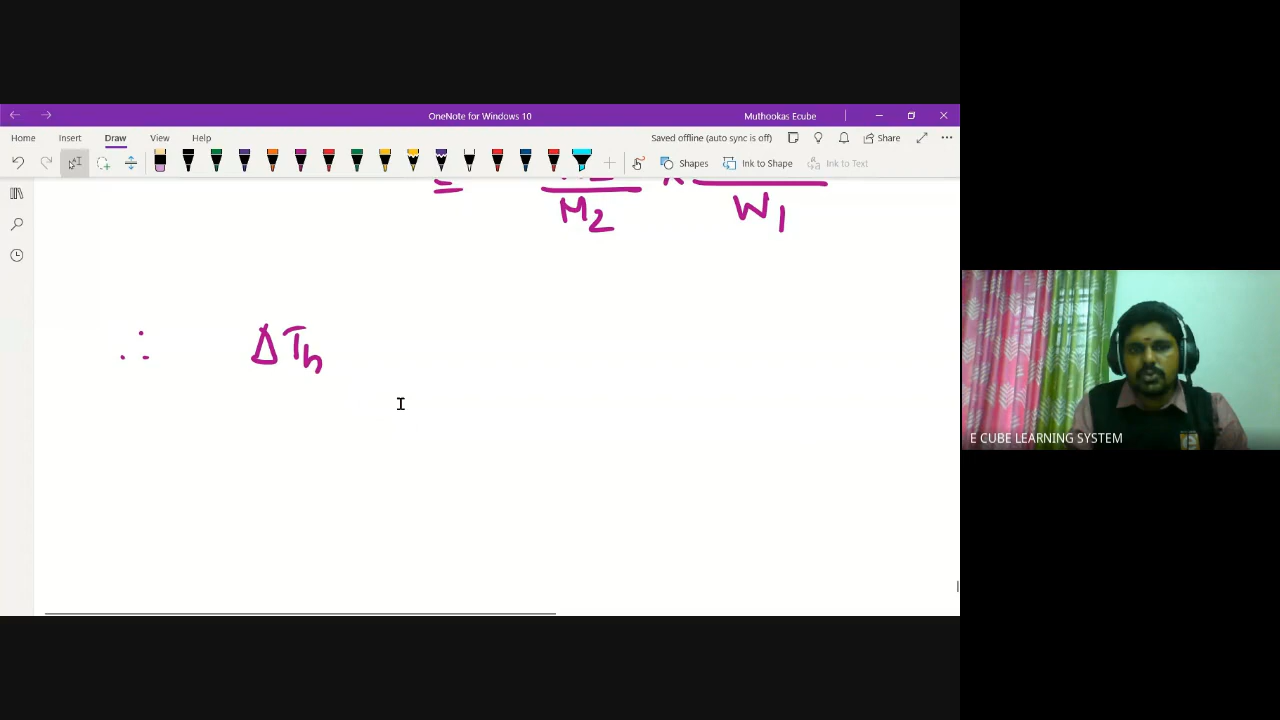 OneNote for Windows 10
Muthookas Ecube
Home Insert Draw View Help
Saved offline (auto sync is off) Share
Shapes Ink to Shape Ink to Text
=
M2 W1
∴ ΔTb
E CUBE LEARNING SYSTEM